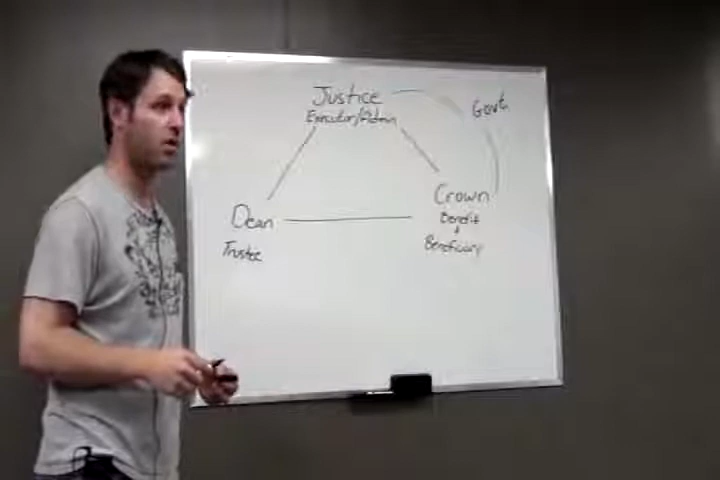 Justice
Executor/Admin
Govt
Crown
Benefit
+
Beneficiary
Dean
Trustee